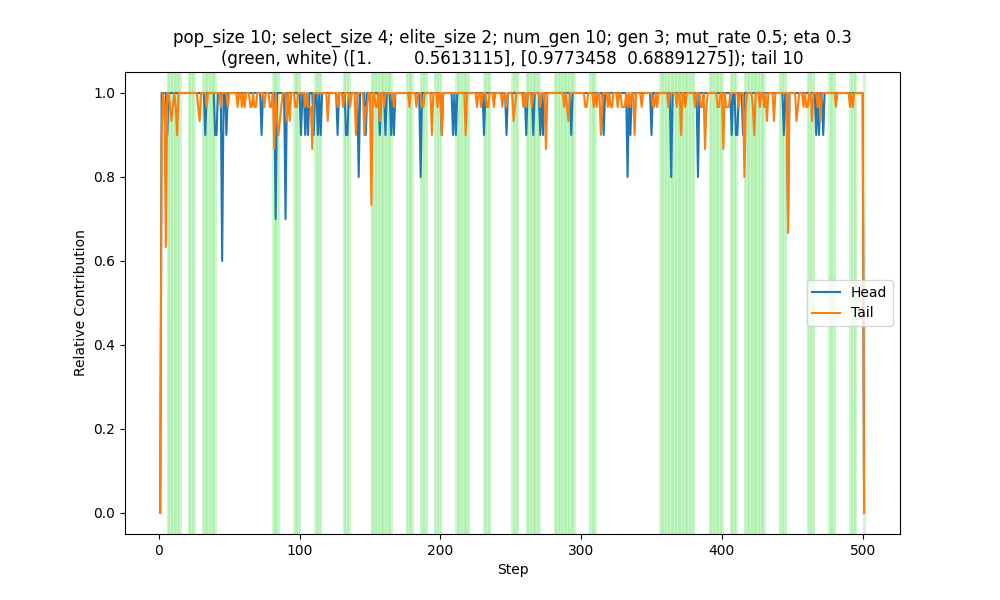 pop_size 10; select_size 4; elite_size 2; num_gen 10; gen 3; mut_rate 0.5; eta 0.3
(green, white) ([1. 0.5613115], [0.9773458 0.68891275]); tail 10
1.0
0.8
0.6
0.4
0.2
0.0
Relative Contribution
Head
Tail
0 100 200 300 400 500
Step